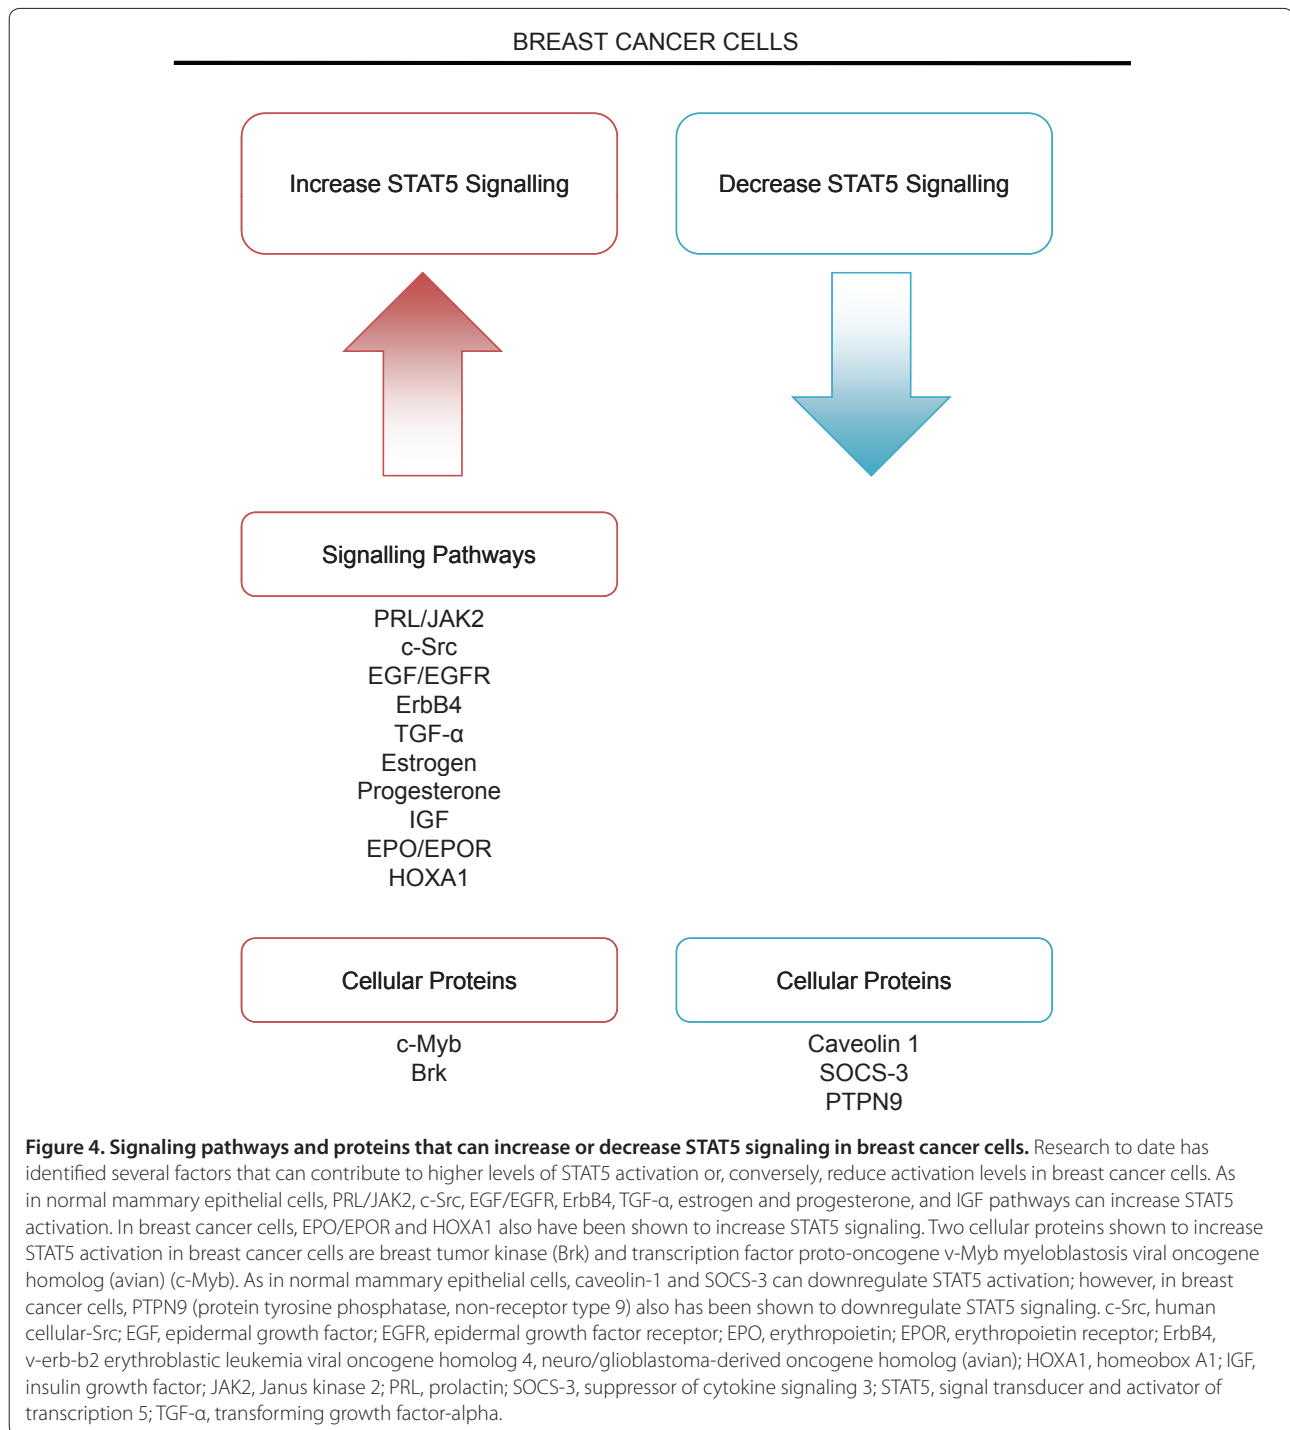 BREAST CANCER CELLS
Increase STAT5 Signalling
Decrease STAT5 Signalling
Signalling Pathways
PRL/JAK2
c-Src
EGF/EGFR
ErbB4
TGF-α
Estrogen
Progesterone
IGF
EPO/EPOR
HOXA1
Cellular Proteins
c-Myb
Brk
Cellular Proteins
Caveolin 1
SOCS-3
PTPN9
Figure 4. Signaling pathways and proteins that can increase or decrease STAT5 signaling in breast cancer cells. Research to date has
identified several factors that can contribute to higher levels of STAT5 activation or, conversely, reduce activation levels in breast cancer cells. As
in normal mammary epithelial cells, PRL/JAK2, c-Src, EGF/EGFR, ErbB4, TGF-α, estrogen and progesterone, and IGF pathways can increase STAT5
activation. In breast cancer cells, EPO/EPOR and HOXA1 also have been shown to increase STAT5 signaling. Two cellular proteins shown to increase
STAT5 activation in breast cancer cells are breast tumor kinase (Brk) and transcription factor proto-oncogene v-Myb myeloblastosis viral oncogene
homolog (avian) (c-Myb). As in normal mammary epithelial cells, caveolin-1 and SOCS-3 can downregulate STAT5 activation; however, in breast
cancer cells, PTPN9 (protein tyrosine phosphatase, non-receptor type 9) also has been shown to downregulate STAT5 signaling. c-Src, human
cellular-Src; EGF, epidermal growth factor; EGFR, epidermal growth factor receptor; EPO, erythropoietin; EPOR, erythropoietin receptor; ErbB4,
v-erb-b2 erythroblastic leukemia viral oncogene homolog 4, neuro/glioblastoma-derived oncogene homolog (avian); HOXA1, homeobox A1; IGF,
insulin growth factor; JAK2, Janus kinase 2; PRL, prolactin; SOCS-3, suppressor of cytokine signaling 3; STAT5, signal transducer and activator of
transcription 5; TGF-α, transforming growth factor-alpha.